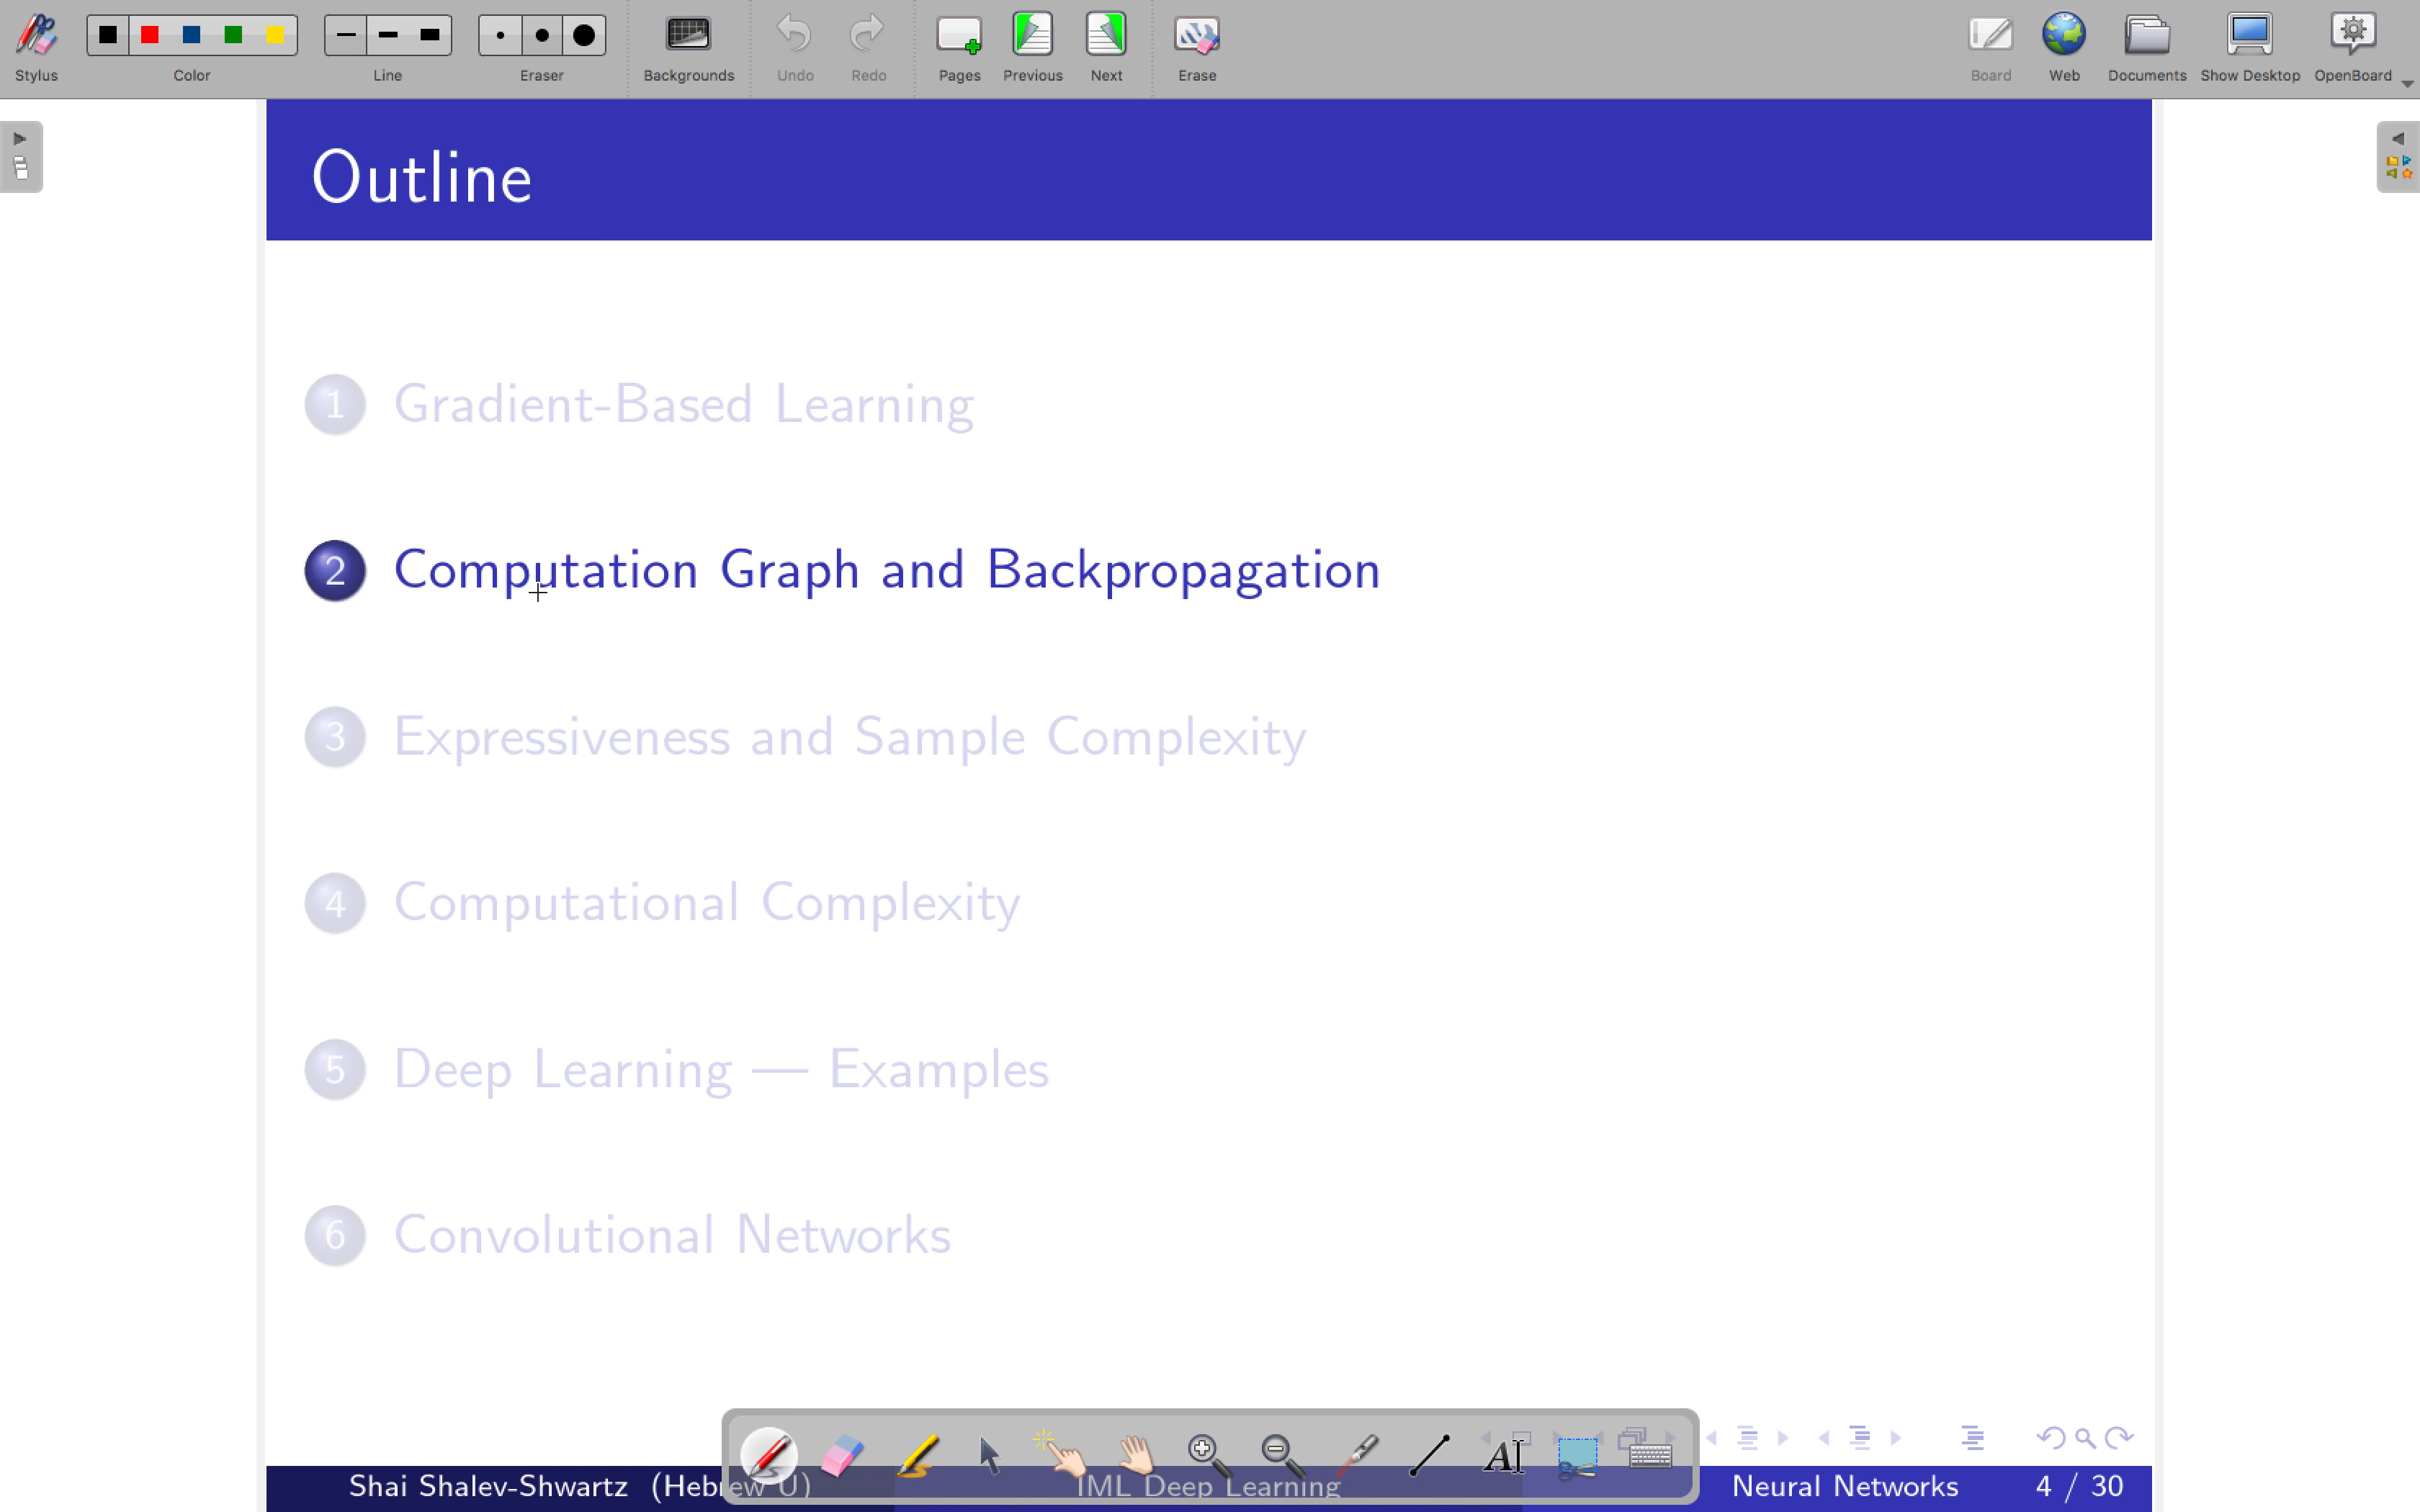 Stylus Color Line Eraser Backgrounds Undo Redo Pages Previous Next Erase Board Web Documents Show Desktop OpenBoard
Outline
1 Gradient-Based Learning
2 Computation Graph and Backpropagation
3 Expressiveness and Sample Complexity
4 Computational Complexity
5 Deep Learning — Examples
6 Convolutional Networks
AI
Shai Shalev-Shwartz (Hebrew U) IML Deep Learning Neural Networks 4 / 30